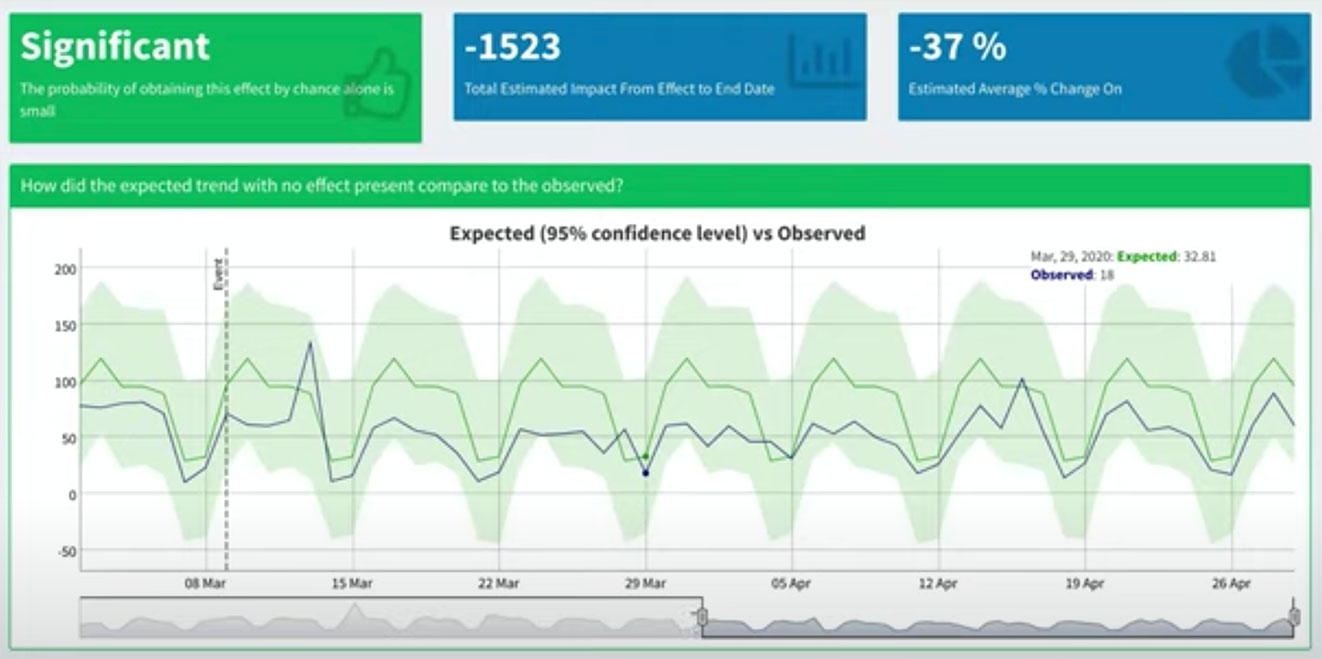 Significant
The probability of obtaining this effect by chance alone is
small
-1523
Total Estimated Impact From Effect to End Date
-37 %
Estimated Average % Change On
How did the expected trend with no effect present compare to the observed?
Expected (95% confidence level) vs Observed
Mar, 29, 2020: Expected: 32.81
Observed: 18
Event
200
150
100
50
0
-50
08 Mar
15 Mar
22 Mar
29 Mar
05 Apr
12 Apr
19 Apr
26 Apr